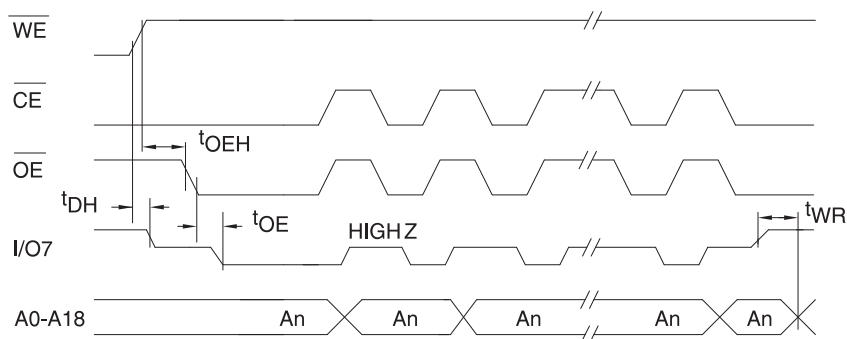 WE
CE
tOEH
OE
tDH
tOE
HIGH Z
tWR
I/O7
A0-A18
An An An An An